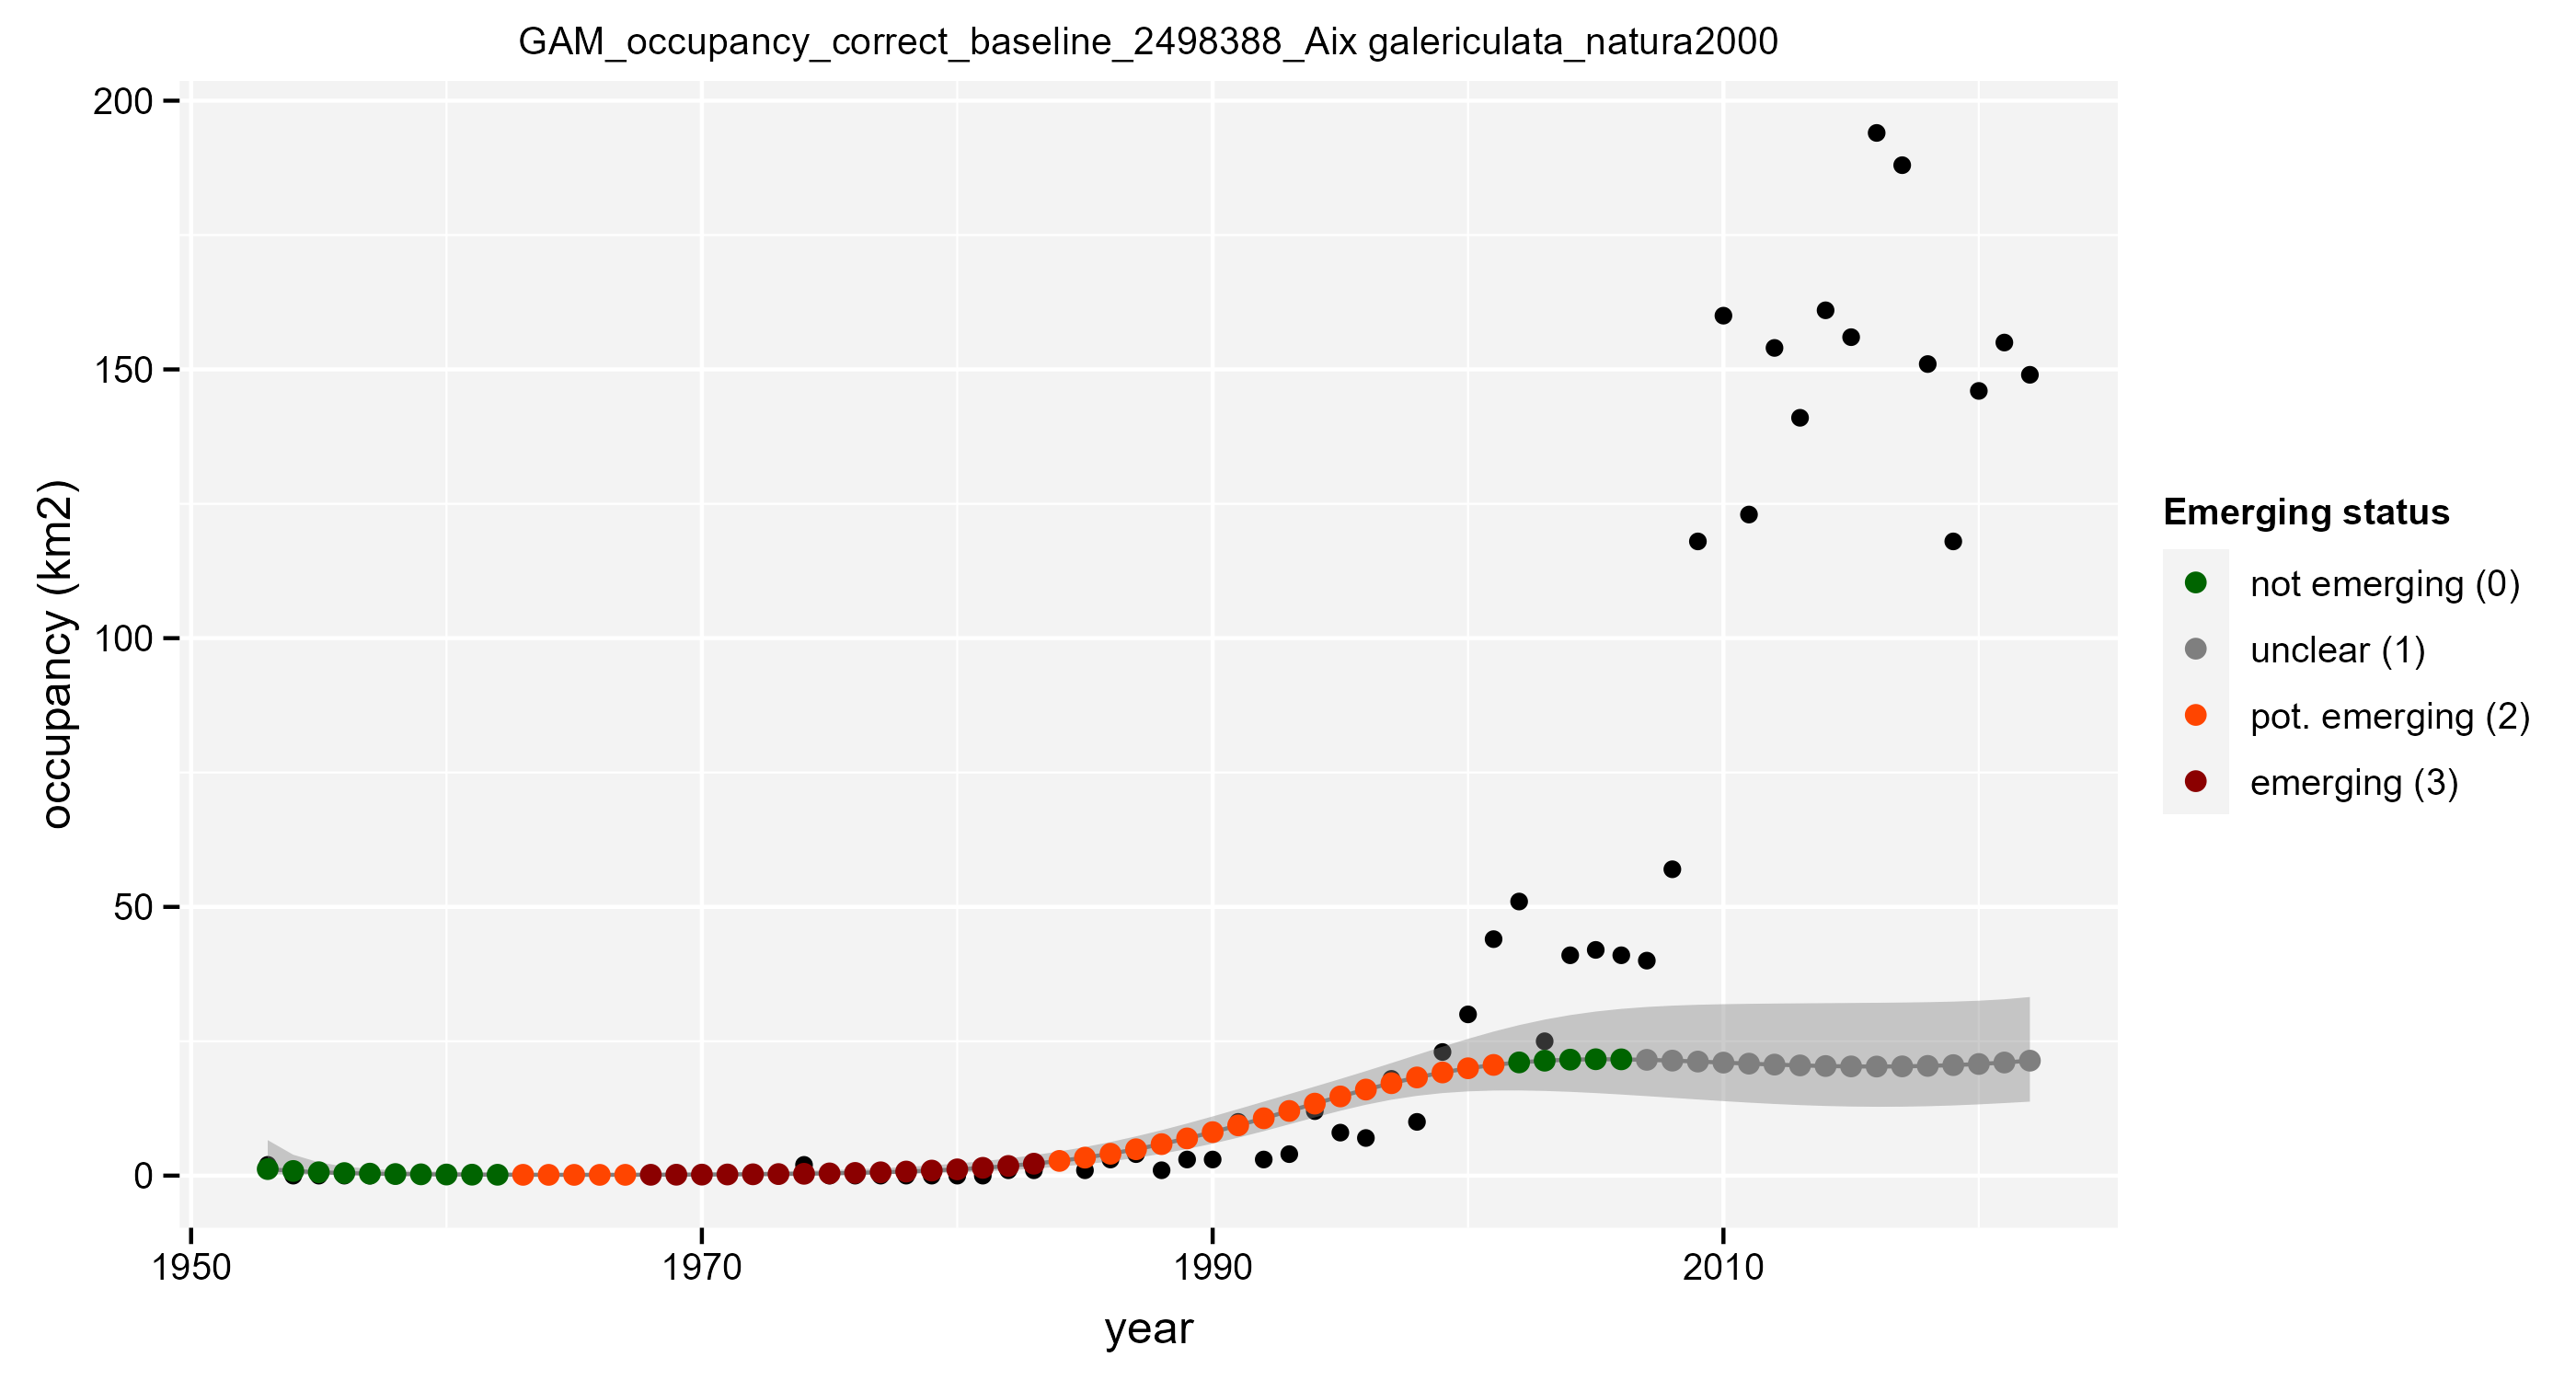 GAM_occupancy_correct_baseline_2498388_Aix galericulata_natura2000
occupancy (km2)
200
150
100
50
0
1950
1970
1990
2010
year
Emerging status
not emerging (0)
unclear (1)
pot. emerging (2)
emerging (3)